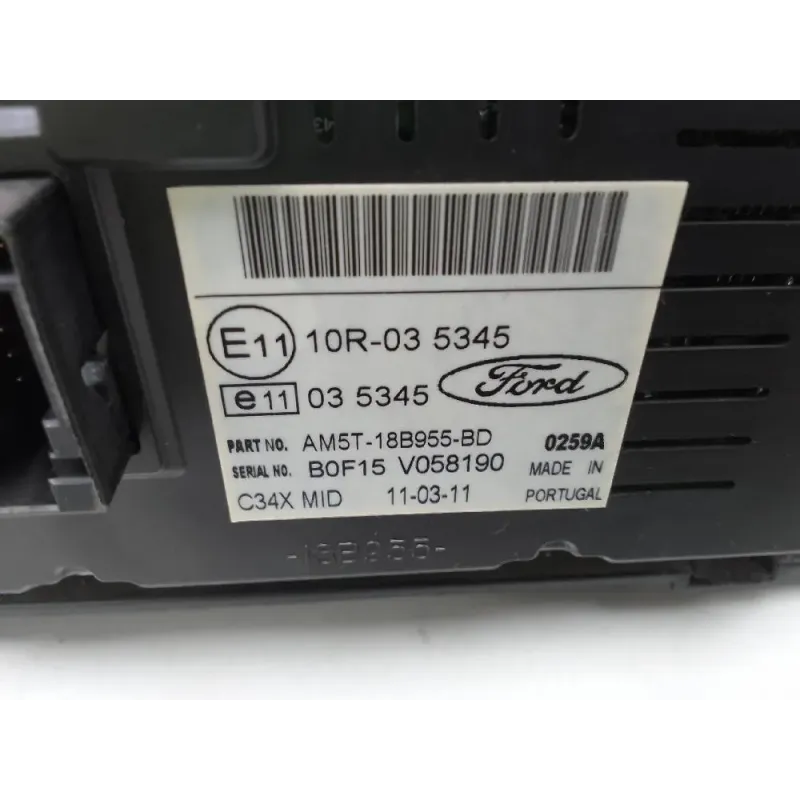 43
E11 10R-03 5345
e11 03 5345 Ford
PART NO. AM5T-18B955-BD 0259A
SERIAL NO. B0F15 V058190 MADE IN
C34X MID 11-03-11 PORTUGAL